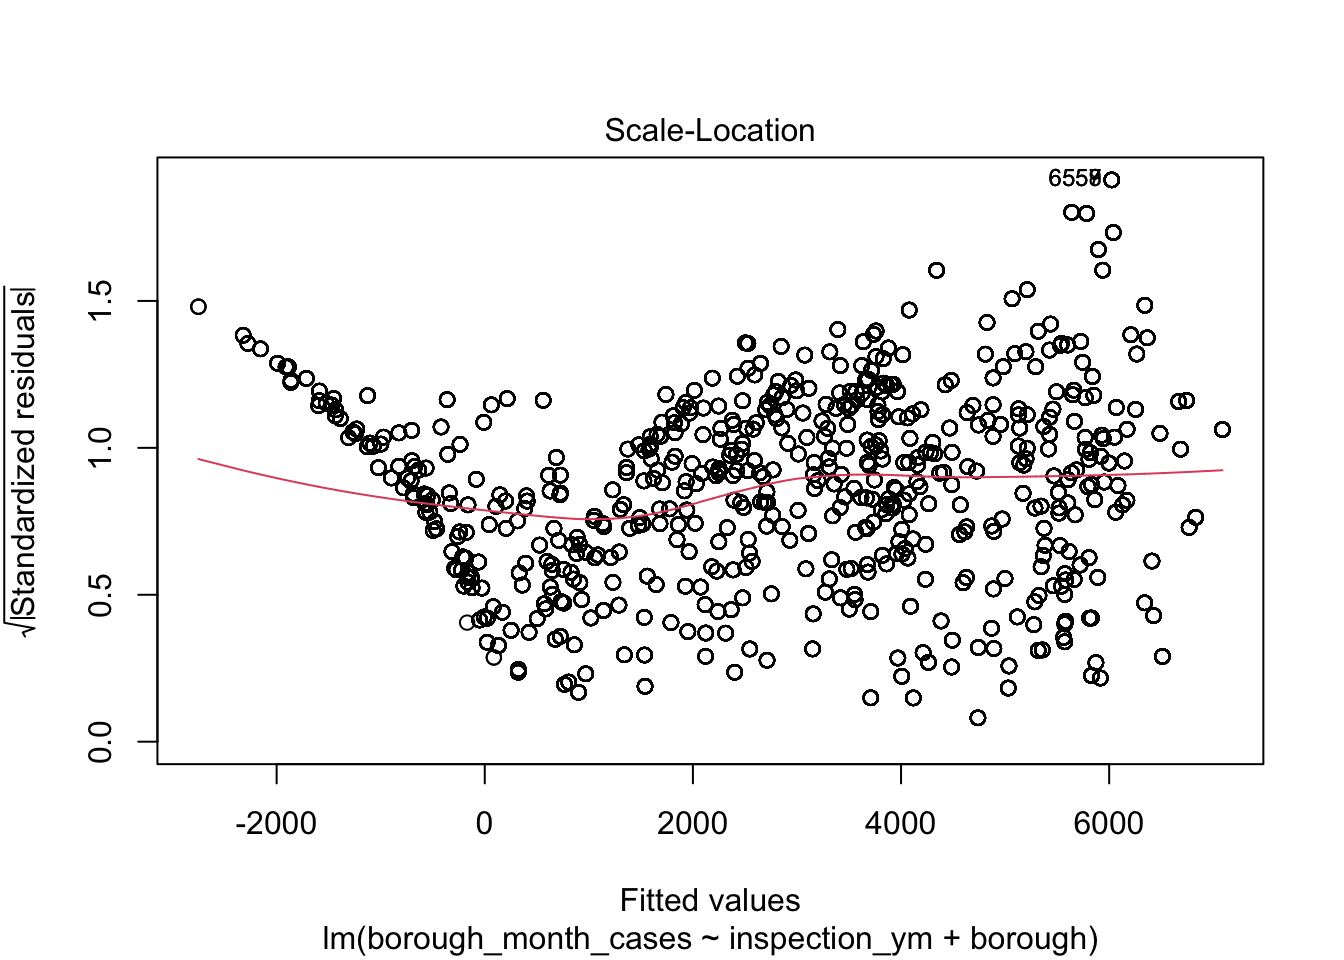 Scale-Location
√|Standardized residuals|
0.0 0.5 1.0 1.5
-2000 0 2000 4000 6000
Fitted values
lm(borough_month_cases ~ inspection_ym + borough)